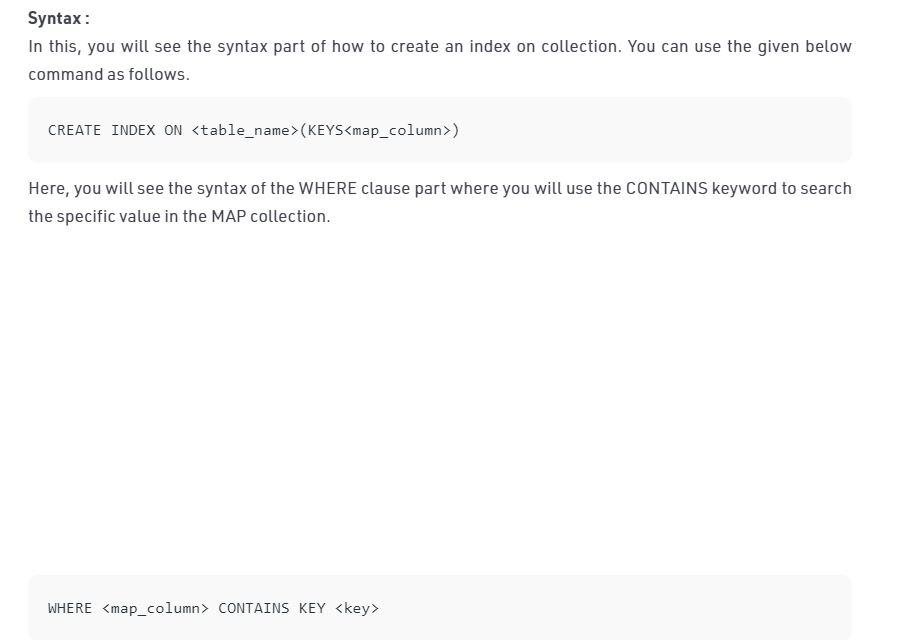 Syntax :
In this, you will see the syntax part of how to create an index on collection. You can use the given below
command as follows.
CREATE INDEX ON <table_name>(KEYS<map_column>)
Here, you will see the syntax of the WHERE clause part where you will use the CONTAINS keyword to search
the specific value in the MAP collection.
WHERE <map_column> CONTAINS KEY <key>